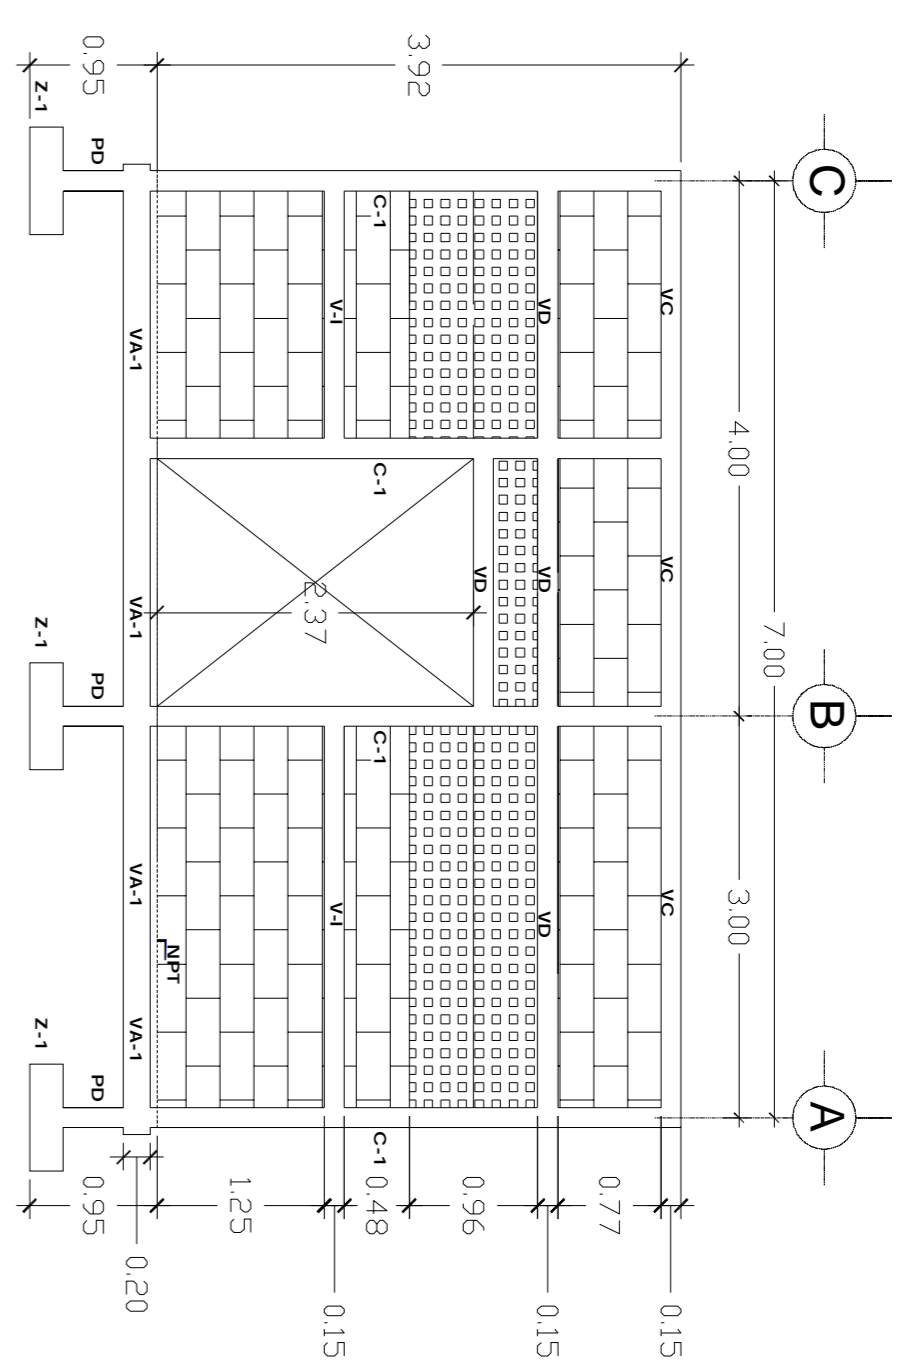 C B A
7.00
4.00 3.00
VC VC VC 0.15
0.77
VD VD VD 0.15
VD 0.96
3.92
C-1 C-1 C-1 C-1 0.48
V-I V-I 0.15
2.37
1.25
NPT
VA-1 VA-1 VA-1 VA-1 0.20
0.95 PD PD PD 0.95
Z-1 Z-1 Z-1